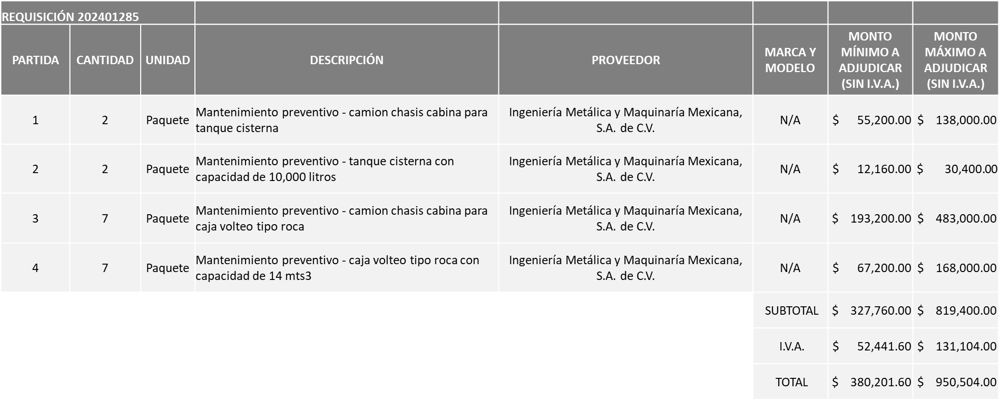 REQUISICIÓN 202401285
PARTIDA CANTIDAD UNIDAD DESCRIPCIÓN PROVEEDOR MARCA Y MODELO MONTO MÍNIMO A ADJUDICAR (SIN I.V.A.) MONTO MÁXIMO A ADJUDICAR (SIN I.V.A.)
1 2 Paquete Mantenimiento preventivo - camion chasis cabina para tanque cisterna Ingeniería Metálica y Maquinaría Mexicana, S.A. de C.V. N/A $ 55,200.00 $ 138,000.00
2 2 Paquete Mantenimiento preventivo - tanque cisterna con capacidad de 10,000 litros Ingeniería Metálica y Maquinaría Mexicana, S.A. de C.V. N/A $ 12,160.00 $ 30,400.00
3 7 Paquete Mantenimiento preventivo - camion chasis cabina para caja volteo tipo roca Ingeniería Metálica y Maquinaría Mexicana, S.A. de C.V. N/A $ 193,200.00 $ 483,000.00
4 7 Paquete Mantenimiento preventivo - caja volteo tipo roca con capacidad de 14 mts3 Ingeniería Metálica y Maquinaría Mexicana, S.A. de C.V. N/A $ 67,200.00 $ 168,000.00
SUBTOTAL $ 327,760.00 $ 819,400.00
I.V.A. $ 52,441.60 $ 131,104.00
TOTAL $ 380,201.60 $ 950,504.00